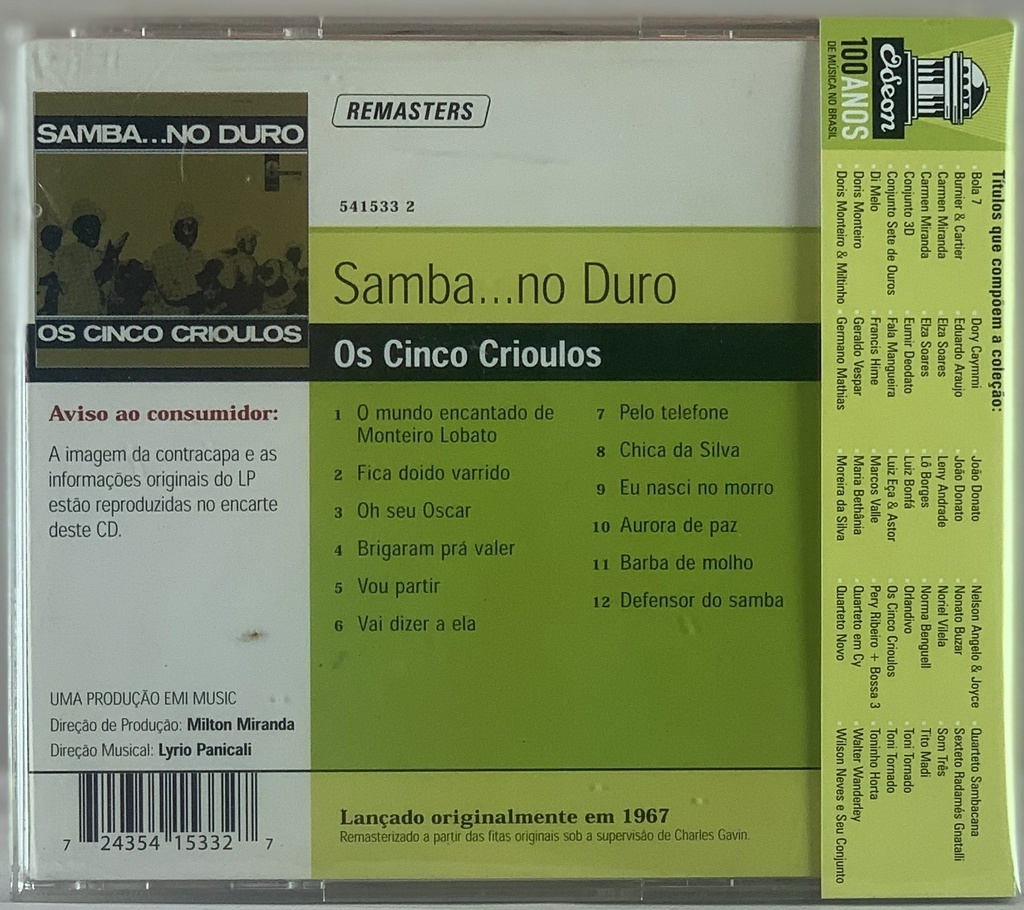 SAMBA...NO DURO
OS CINCO CRIOULOS
REMASTERS
541533 2
Samba...no Duro
Os Cinco Crioulos
Aviso ao consumidor:
A imagem da contracapa e as
informações originais do LP
estão reproduzidas no encarte
deste CD.
1 O mundo encantado de
Monteiro Lobato
2 Fica doido varrido
3 Oh seu Oscar
4 Brigaram prá valer
5 Vou partir
6 Vai dizer a ela
7 Pelo telefone
8 Chica da Silva
9 Eu nasci no morro
10 Aurora de paz
11 Barba de molho
12 Defensor do samba
UMA PRODUÇÃO EMI MUSIC
Direção de Produção: Milton Miranda
Direção Musical: Lyrio Panicali
7 24354 15332 7
Lançado originalmente em 1967
Remasterizado a partir das fitas originais sob a supervisão de Charles Gavin.
Odeon
100 ANOS
DE MÚSICA NO BRASIL
Títulos que compõem a coleção:
• Bola 7
• Burnier & Cartier
• Carmen Miranda
• Carmen Miranda
• Conjunto 3D
• Conjunto Sete de Ouros
• Di Melo
• Doris Monteiro
• Doris Monteiro & Miltinho
• Dory Caymmi
• Eduardo Araujo
• Elza Soares
• Elza Soares
• Eumir Deodato
• Fala Mangueira
• Francis Hime
• Geraldo Vespar
• Germano Mathias
• João Donato
• João Donato
• Leny Andrade
• Lô Borges
• Luiz Bonfá
• Luiz Eça & Astor
• Marcos Valle
• Maria Bethânia
• Moreira da Silva
• Nelson Angelo & Joyce
• Nonato Buzar
• Noriel Vilela
• Norma Benguell
• Orlandivo
• Os Cinco Crioulos
• Pery Ribeiro + Bossa 3
• Quarteto em Cy
• Quarteto Novo
• Quarteto Sambacana
• Sexteto Radamés Gnatalli
• Som Três
• Tito Madi
• Toni Tornado
• Toni Tornado
• Toninho Horta
• Walter Wanderley
• Wilson Neves e Seu Conjunto